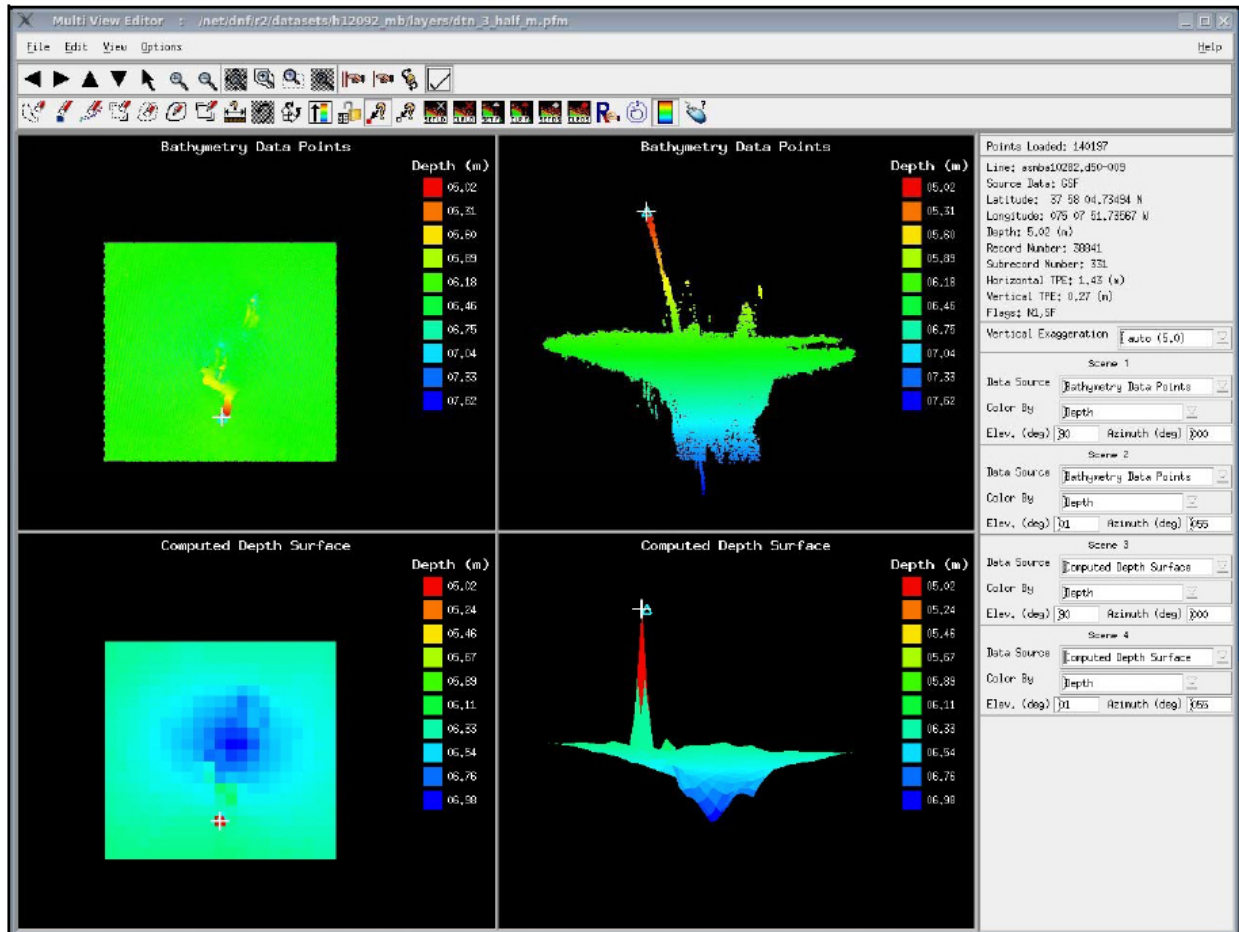 Multi View Editor : /net/dnf/r2/datasets/h12092_mb/layers/dtn_3_half_m.pfm
File Edit View Options Help
Bathymetry Data Points
Depth (m)
05.02
05.31
05.60
05.89
06.18
06.46
06.75
07.04
07.33
07.62
Bathymetry Data Points
Depth (m)
05.02
05.31
05.60
05.89
06.18
06.46
06.75
07.04
07.33
07.62
Computed Depth Surface
Depth (m)
05.02
05.24
05.46
05.67
05.89
06.11
06.33
06.54
06.76
06.98
Computed Depth Surface
Depth (m)
05.02
05.24
05.46
05.67
05.89
06.11
06.33
06.54
06.76
06.98
Points Loaded: 140197
Line: asmba10282.d50-009
Source Data: GSF
Latitude: 37 58 04.73494 N
Longitude: 075 07 51.73567 W
Depth: 5.02 (m)
Record Number: 38841
Subrecord Number: 331
Horizontal TPE: 1.43 (m)
Vertical TPE: 0.27 (m)
Flags: N1,SF
Vertical Exaggeration auto (5.0)
Scene 1
Data Source Bathymetry Data Points
Color By Depth
Elev. (deg) 90 Azimuth (deg) 000
Scene 2
Data Source Bathymetry Data Points
Color By Depth
Elev. (deg) 01 Azimuth (deg) 055
Scene 3
Data Source Computed Depth Surface
Color By Depth
Elev. (deg) 90 Azimuth (deg) 000
Scene 4
Data Source Computed Depth Surface
Color By Depth
Elev. (deg) 01 Azimuth (deg) 055